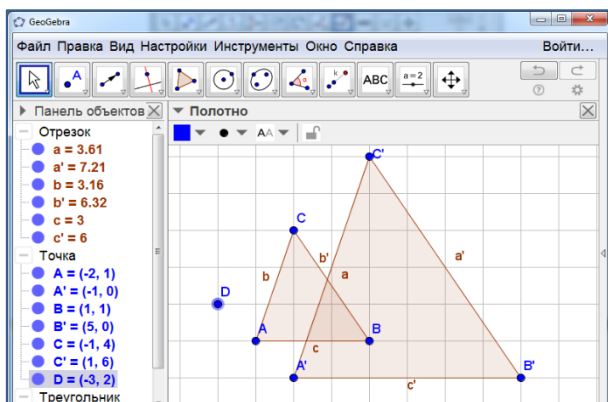 GeoGebra
Файл Правка Вид Настройки Инструменты Окно Справка Войти...
A α k ABC a=2
Панель объектов Полотно
AA
Отрезок
a = 3.61
a' = 7.21
b = 3.16
b' = 6.32
c = 3
c' = 6
Точка
A = (-2, 1)
A' = (-1, 0)
B = (1, 1)
B' = (5, 0)
C = (-1, 4)
C' = (1, 6)
D = (-3, 2)
Треугольник
C'
C
b' a'
b a
D
A B
c
A' B'
c'